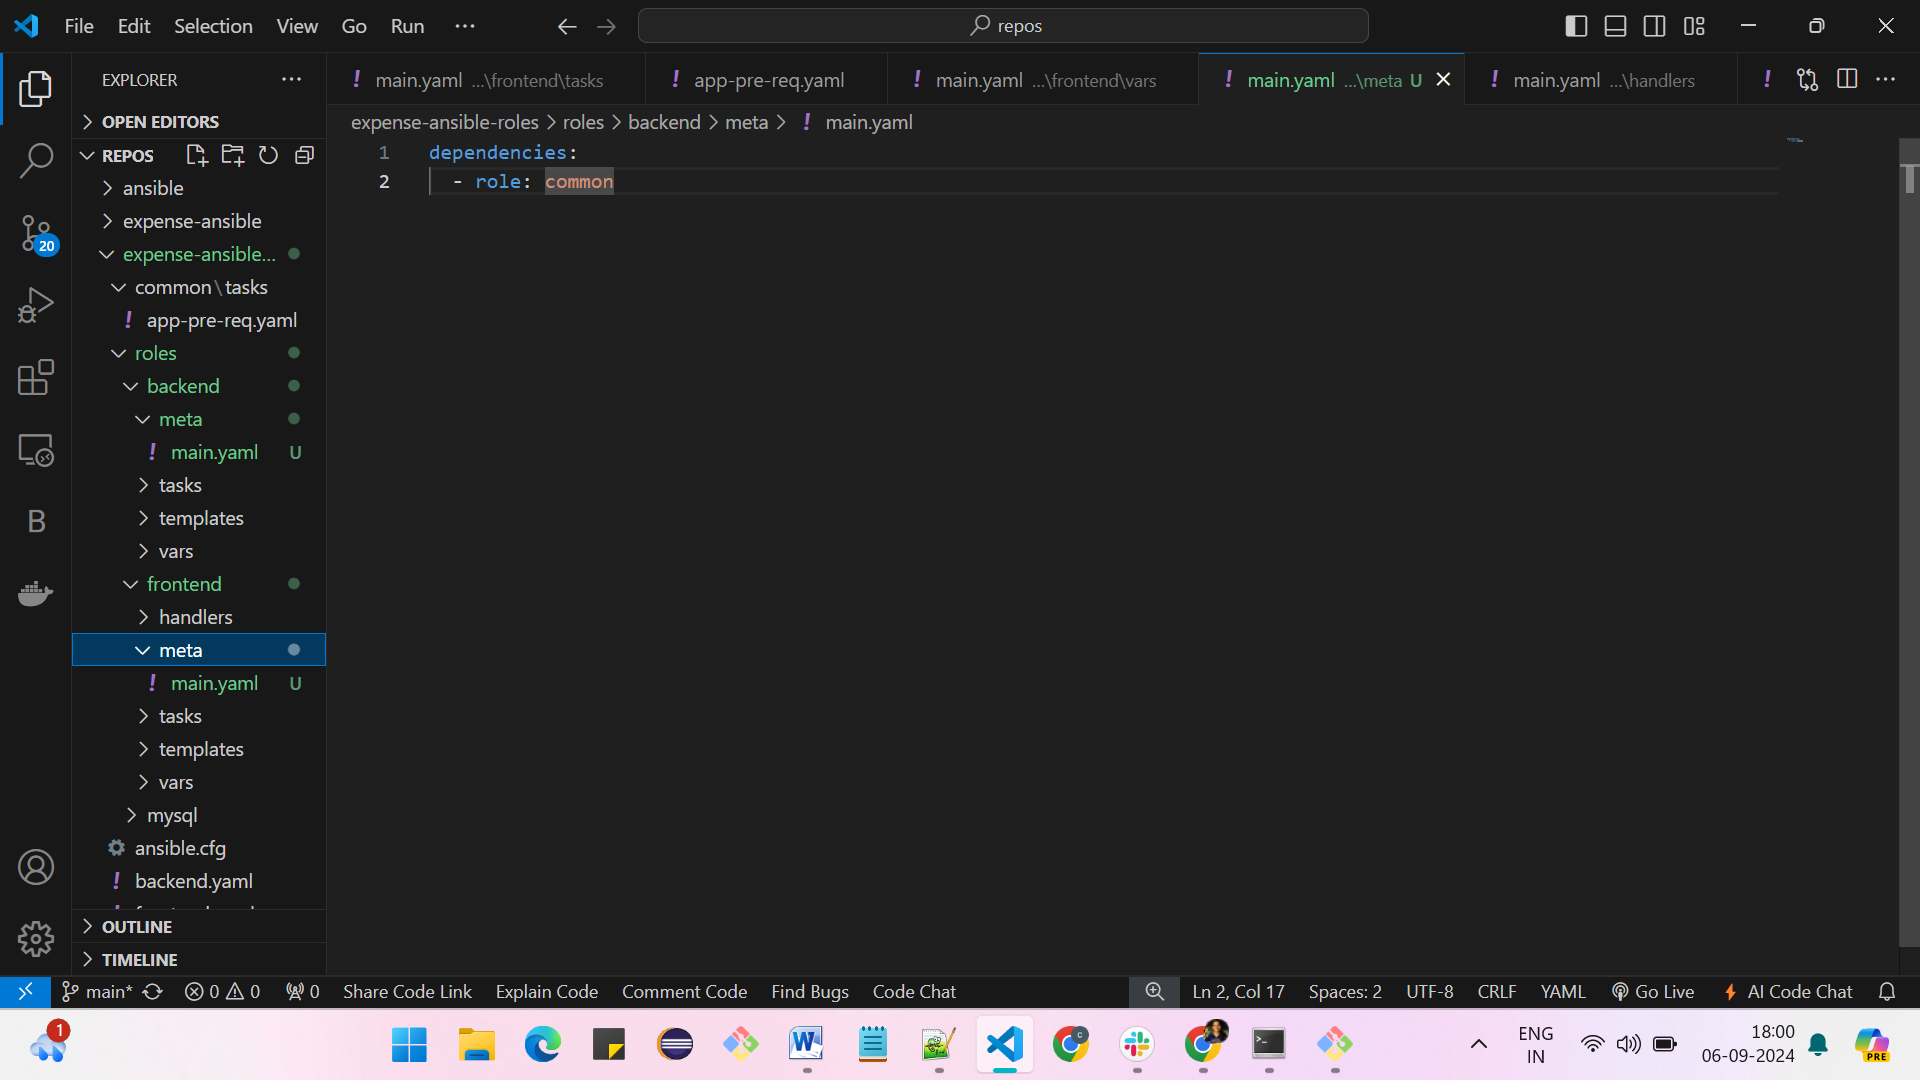 File Edit Selection View Go Run ··· repos
EXPLORER ···
OPEN EDITORS
REPOS
ansible
expense-ansible
expense-ansible...
common\tasks
! app-pre-req.yaml
roles
backend
meta
! main.yaml U
tasks
templates
vars
frontend
handlers
meta
! main.yaml U
tasks
templates
vars
mysql
ansible.cfg
! backend.yaml
OUTLINE
TIMELINE
20
B
! main.yaml ...\frontend\tasks ! app-pre-req.yaml ! main.yaml ...\frontend\vars ! main.yaml ...\meta U ! main.yaml ...\handlers ! ···
expense-ansible-roles > roles > backend > meta > ! main.yaml
1 dependencies:
2 - role: common
main* 0 0 0 Share Code Link Explain Code Comment Code Find Bugs Code Chat Ln 2, Col 17 Spaces: 2 UTF-8 CRLF YAML Go Live AI Code Chat
1
W
C
ENG
IN
18:00
06-09-2024
PRE